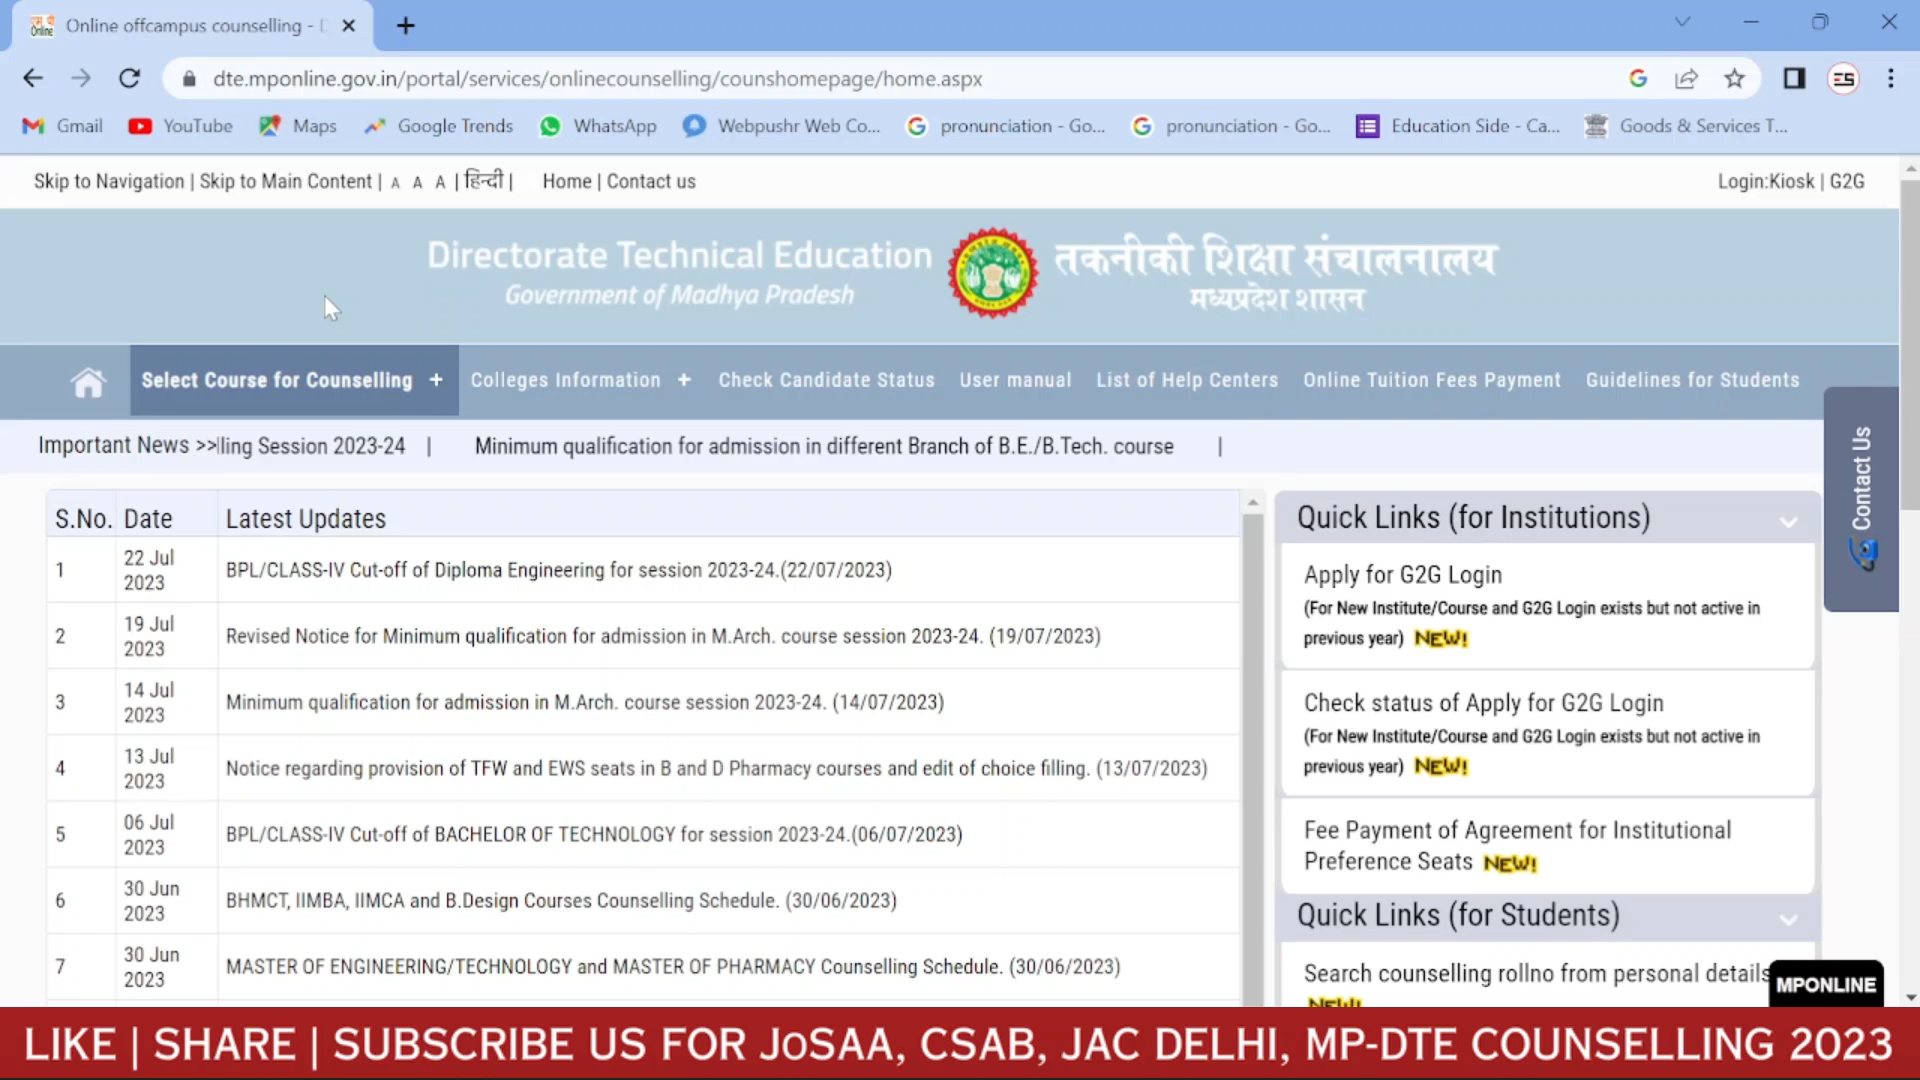 Online offcampus counselling -
dte.mponline.gov.in/portal/services/onlinecounselling/counshomepage/home.aspx
Gmail YouTube Maps Google Trends WhatsApp Webpushr Web Co... pronunciation - Go... pronunciation - Go... Education Side - Ca... Goods & Services T...
Skip to Navigation | Skip to Main Content | A A A | हिन्दी | Home | Contact us Login:Kiosk | G2G
Directorate Technical Education
Government of Madhya Pradesh
तकनीकी शिक्षा संचालनालय
मध्यप्रदेश शासन
Select Course for Counselling + Colleges Information + Check Candidate Status User manual List of Help Centers Online Tuition Fees Payment Guidelines for Students
Important News >>lling Session 2023-24 | Minimum qualification for admission in different Branch of B.E./B.Tech. course |
Contact Us
S.No. Date Latest Updates
1 22 Jul 2023 BPL/CLASS-IV Cut-off of Diploma Engineering for session 2023-24.(22/07/2023)
2 19 Jul 2023 Revised Notice for Minimum qualification for admission in M.Arch. course session 2023-24. (19/07/2023)
3 14 Jul 2023 Minimum qualification for admission in M.Arch. course session 2023-24. (14/07/2023)
4 13 Jul 2023 Notice regarding provision of TFW and EWS seats in B and D Pharmacy courses and edit of choice filling. (13/07/2023)
5 06 Jul 2023 BPL/CLASS-IV Cut-off of BACHELOR OF TECHNOLOGY for session 2023-24.(06/07/2023)
6 30 Jun 2023 BHMCT, IIMBA, IIMCA and B.Design Courses Counselling Schedule. (30/06/2023)
7 30 Jun 2023 MASTER OF ENGINEERING/TECHNOLOGY and MASTER OF PHARMACY Counselling Schedule. (30/06/2023)
Quick Links (for Institutions)
Apply for G2G Login
(For New Institute/Course and G2G Login exists but not active in
previous year) NEW!
Check status of Apply for G2G Login
(For New Institute/Course and G2G Login exists but not active in
previous year) NEW!
Fee Payment of Agreement for Institutional
Preference Seats NEW!
Quick Links (for Students)
Search counselling rollno from personal details
NEW!
MPONLINE
LIKE | SHARE | SUBSCRIBE US FOR JoSAA, CSAB, JAC DELHI, MP-DTE COUNSELLING 2023